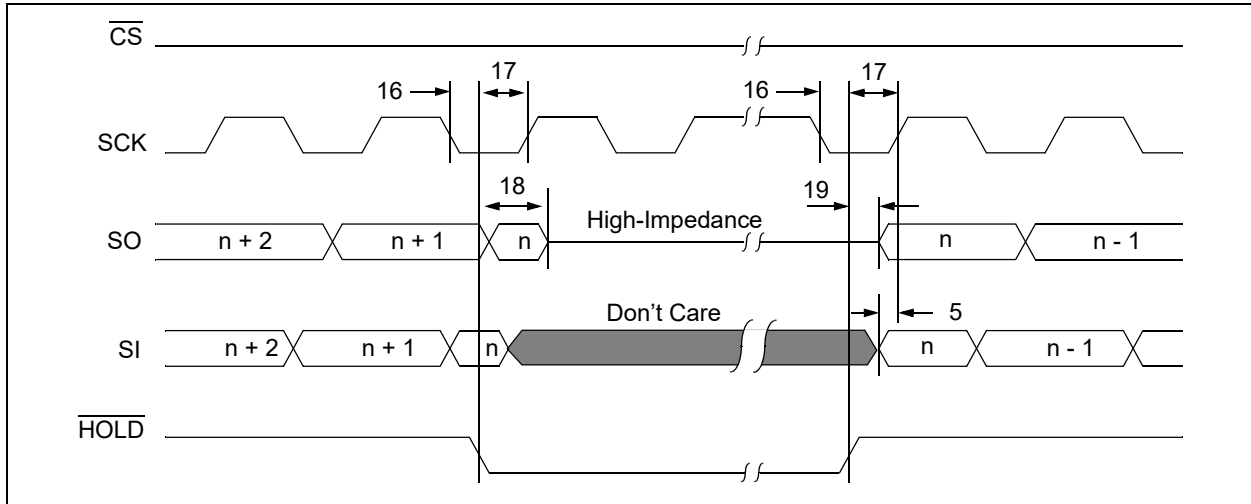 CS
16 17 16 17
SCK
18 19
High-Impedance
SO n + 2 n + 1 n n n - 1
Don't Care 5
SI n + 2 n + 1 n n n - 1
HOLD